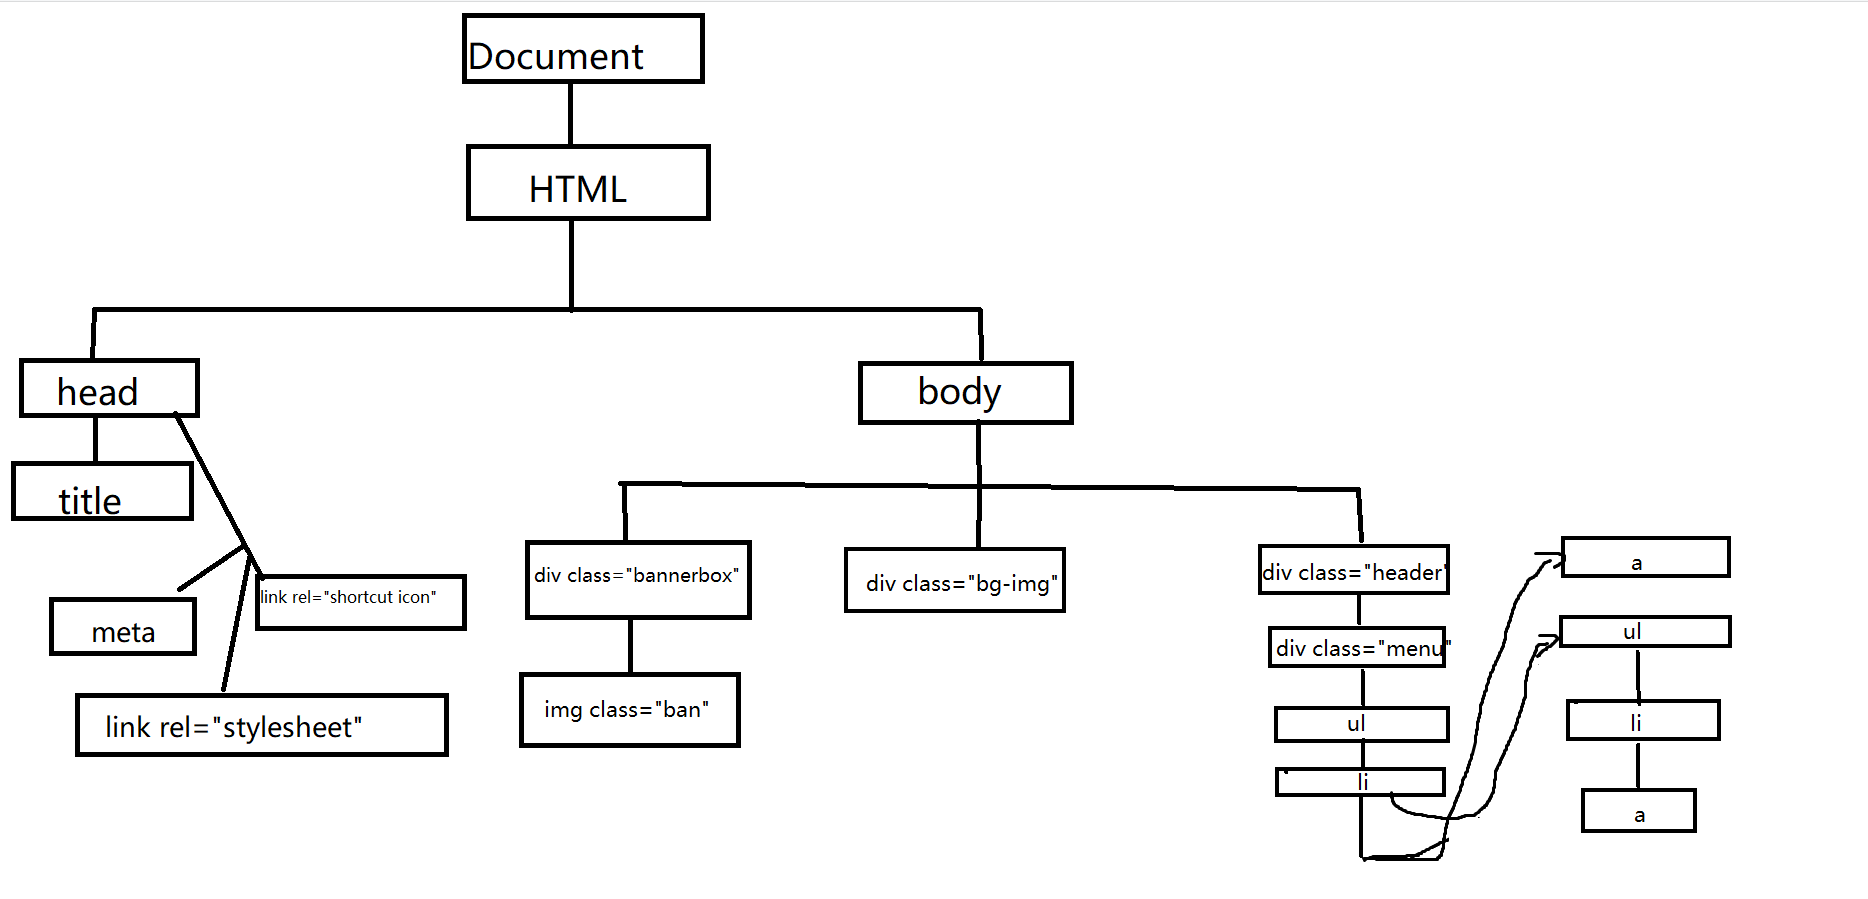 Document
HTML
head
body
title
meta
link rel="shortcut icon"
link rel="stylesheet"
div class="bannerbox"
img class="ban"
div class="bg-img"
div class="header"
div class="menu"
ul
li
a
ul
li
a